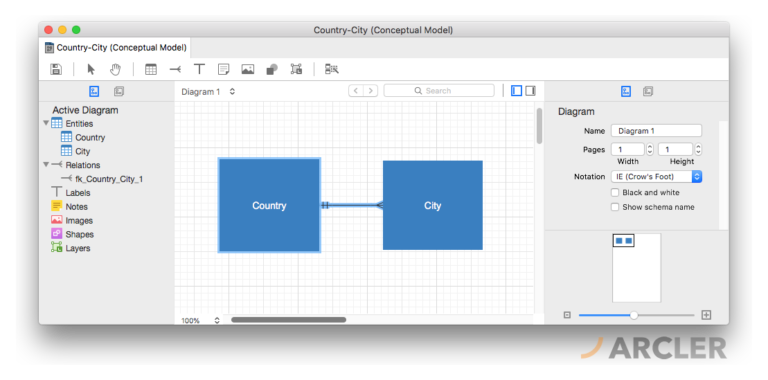 Country-City (Conceptual Model)
Country-City (Conceptual Model)
Diagram 1
Search
Active Diagram
Entities
Country
City
Relations
fk_Country_City_1
Labels
Notes
Images
Shapes
Layers
Country
City
100%
Diagram
Name Diagram 1
Pages 1 1
Width Height
Notation IE (Crow's Foot)
Black and white
Show schema name
ARCLER